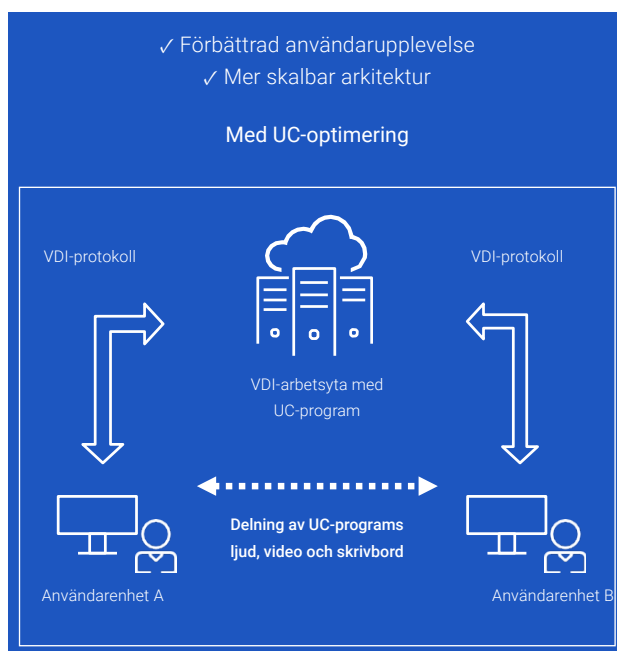 ✓ Förbättrad användarupplevelse
✓ Mer skalbar arkitektur
Med UC-optimering
VDI-protokoll
VDI-protokoll
VDI-arbetsyta med
UC-program
Delning av UC-programs
ljud, video och skrivbord
Användarenhet A
Användarenhet B